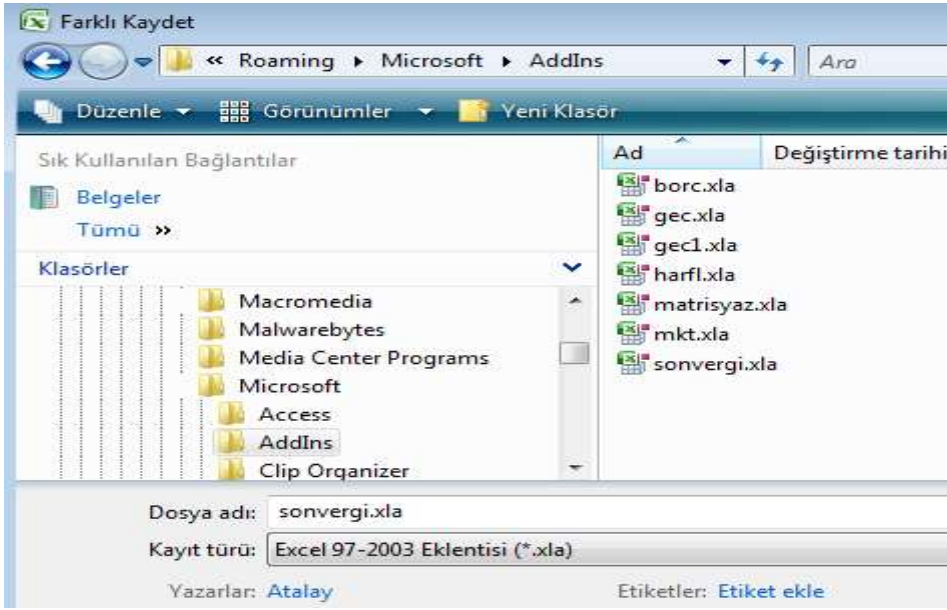 Farklı Kaydet
« Roaming Microsoft AddIns Ara
Düzenle Görünümler Yeni Klasör
Sık Kullanılan Bağlantılar
Belgeler
Tümü »
Klasörler
Macromedia
Malwarebytes
Media Center Programs
Microsoft
Access
AddIns
Clip Organizer
Ad Değiştirme tarihi
borc.xla
gec.xla
gec1.xla
harfl.xla
matrisyaz.xla
mkt.xla
sonvergi.xla
Dosya adı: sonvergi.xla
Kayıt türü: Excel 97-2003 Eklentisi (*.xla)
Yazarlar: Atalay Etiketler: Etiket ekle